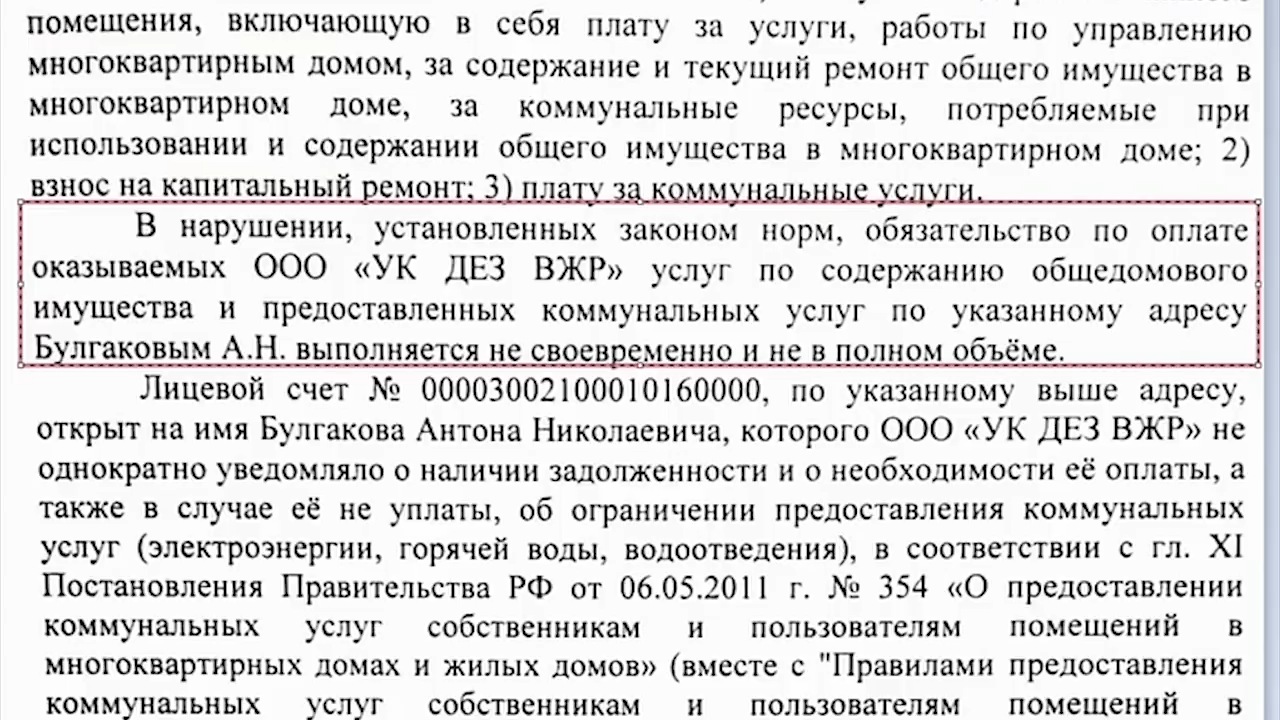 помещения, включающую в себя плату за услуги, работы по управлению
многоквартирным домом, за содержание и текущий ремонт общего имущества в
многоквартирном доме, за коммунальные ресурсы, потребляемые при
использовании и содержании общего имущества в многоквартирном доме; 2)
взнос на капитальный ремонт; 3) плату за коммунальные услуги.
В нарушении, установленных законом норм, обязательство по оплате
оказываемых ООО «УК ДЕЗ ВЖР» услуг по содержанию общедомового
имущества и предоставленных коммунальных услуг по указанному адресу
Булгаковым А.Н. выполняется не своевременно и не в полном объёме.
Лицевой счет № 00003002100010160000, по указанному выше адресу,
открыт на имя Булгакова Антона Николаевича, которого ООО «УК ДЕЗ ВЖР» не
однократно уведомляло о наличии задолженности и о необходимости её оплаты, а
также в случае её не уплаты, об ограничении предоставления коммунальных
услуг (электроэнергии, горячей воды, водоотведения), в соответствии с гл. XI
Постановления Правительства РФ от 06.05.2011 г. № 354 «О предоставлении
коммунальных услуг собственникам и пользователям помещений в
многоквартирных домах и жилых домов» (вместе с "Правилами предоставления
коммунальных услуг собственникам и пользователям помещений в